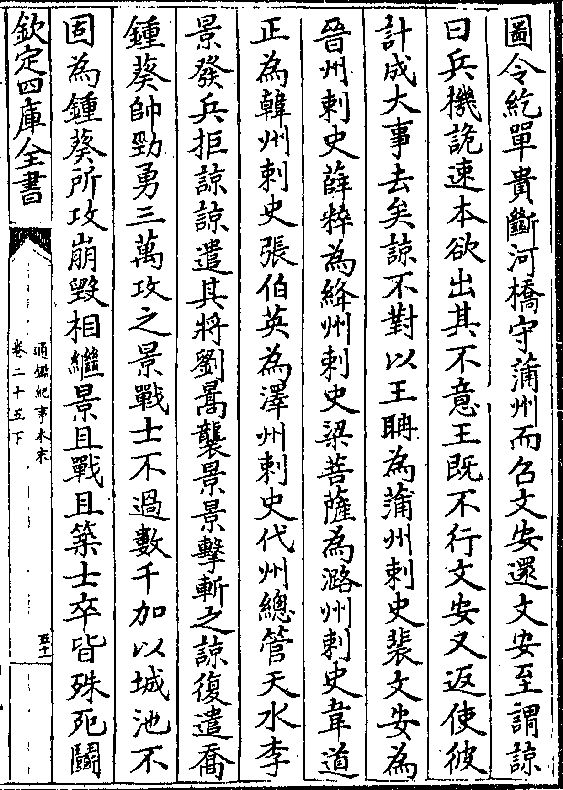 圖令紇單貴斷河橋守蒲州而召文安還文安至謂諒
曰兵機詭速本欲出其不意王既不行文安又返使彼
計成大事去矣諒不對以王聃為蒲州刺史裴文安為
晉州刺史薛粹為絳州刺史梁菩薩為潞州刺史韋道
正為韓州刺史張伯英為澤州刺史代州總管天水李
景發兵拒諒諒遣其將劉暠襲景景擊斬之諒復遣喬
鍾葵帥勁勇三萬攻之景戰士不過數千加以城池不
固為鍾葵所攻崩毀相繼景且戰且築士卒皆殊死鬬
欽定四庫全書
通鑑紀事本末
卷二十五下
五十